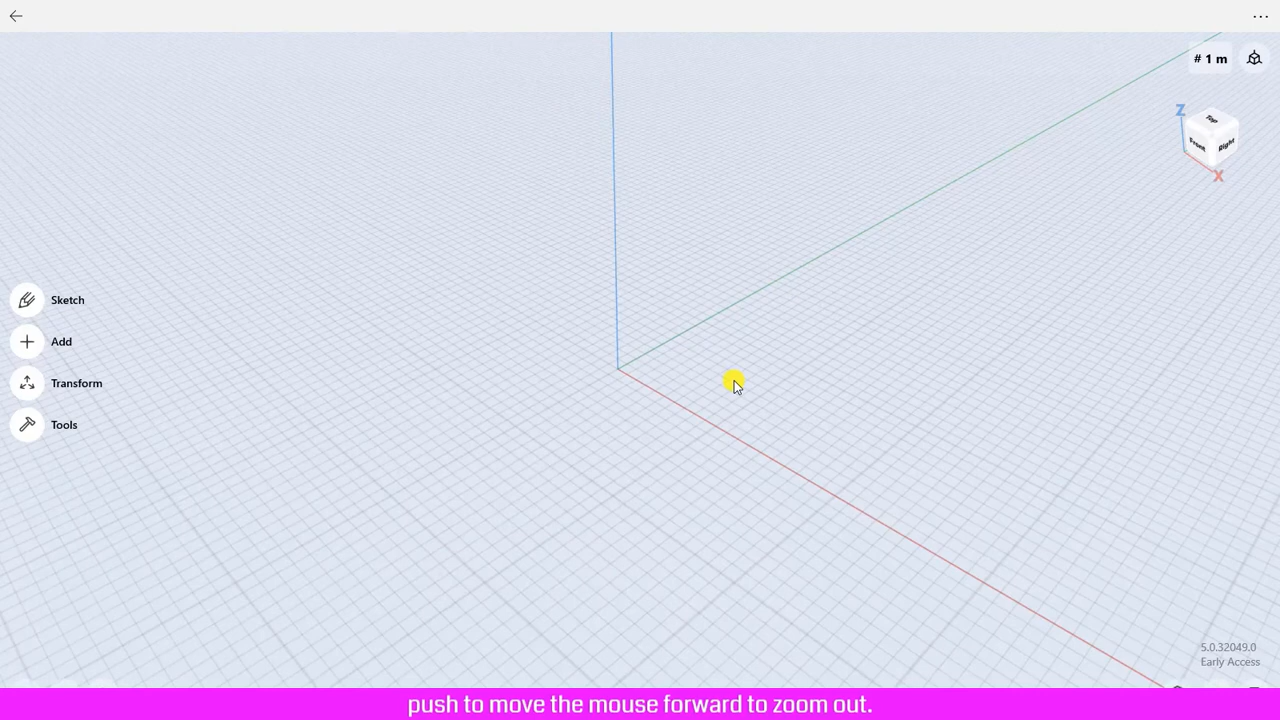 # 1 m
Z
Top
Front
Right
X
Sketch
Add
Transform
Tools
5.0.32049.0
Early Access
push to move the mouse forward to zoom out.